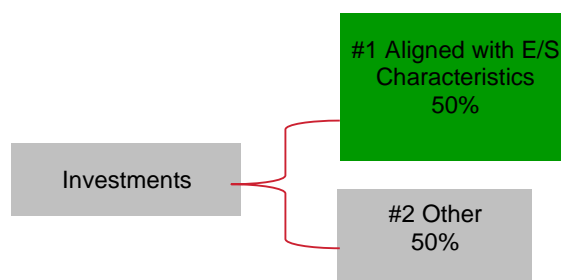 #1 Aligned with E/S
Characteristics
50%
Investments
#2 Other
50%